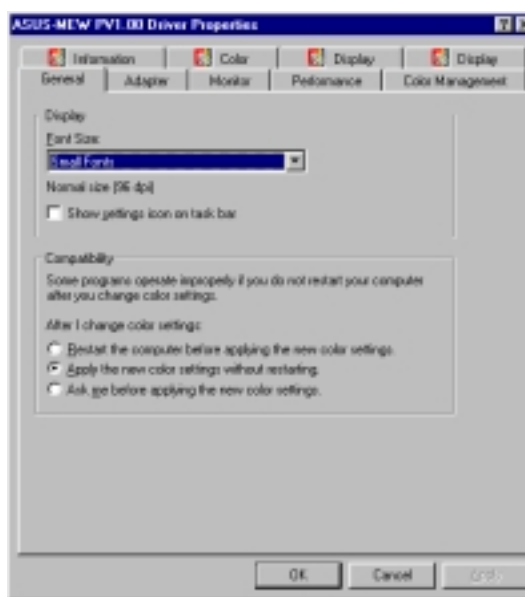 ASUS-MEW PV1.00 Driver Properties
Information Color Display Display
General Adapter Monitor Performance Color Management
Display
Font Size:
Small Fonts
Normal size (96 dpi)
Show settings icon on task bar
Compatibility
Some programs operate improperly if you do not restart your computer
after you change color settings.
After I change color settings:
Restart the computer before applying the new color settings.
Apply the new color settings without restarting.
Ask me before applying the new color settings.
OK Cancel Apply